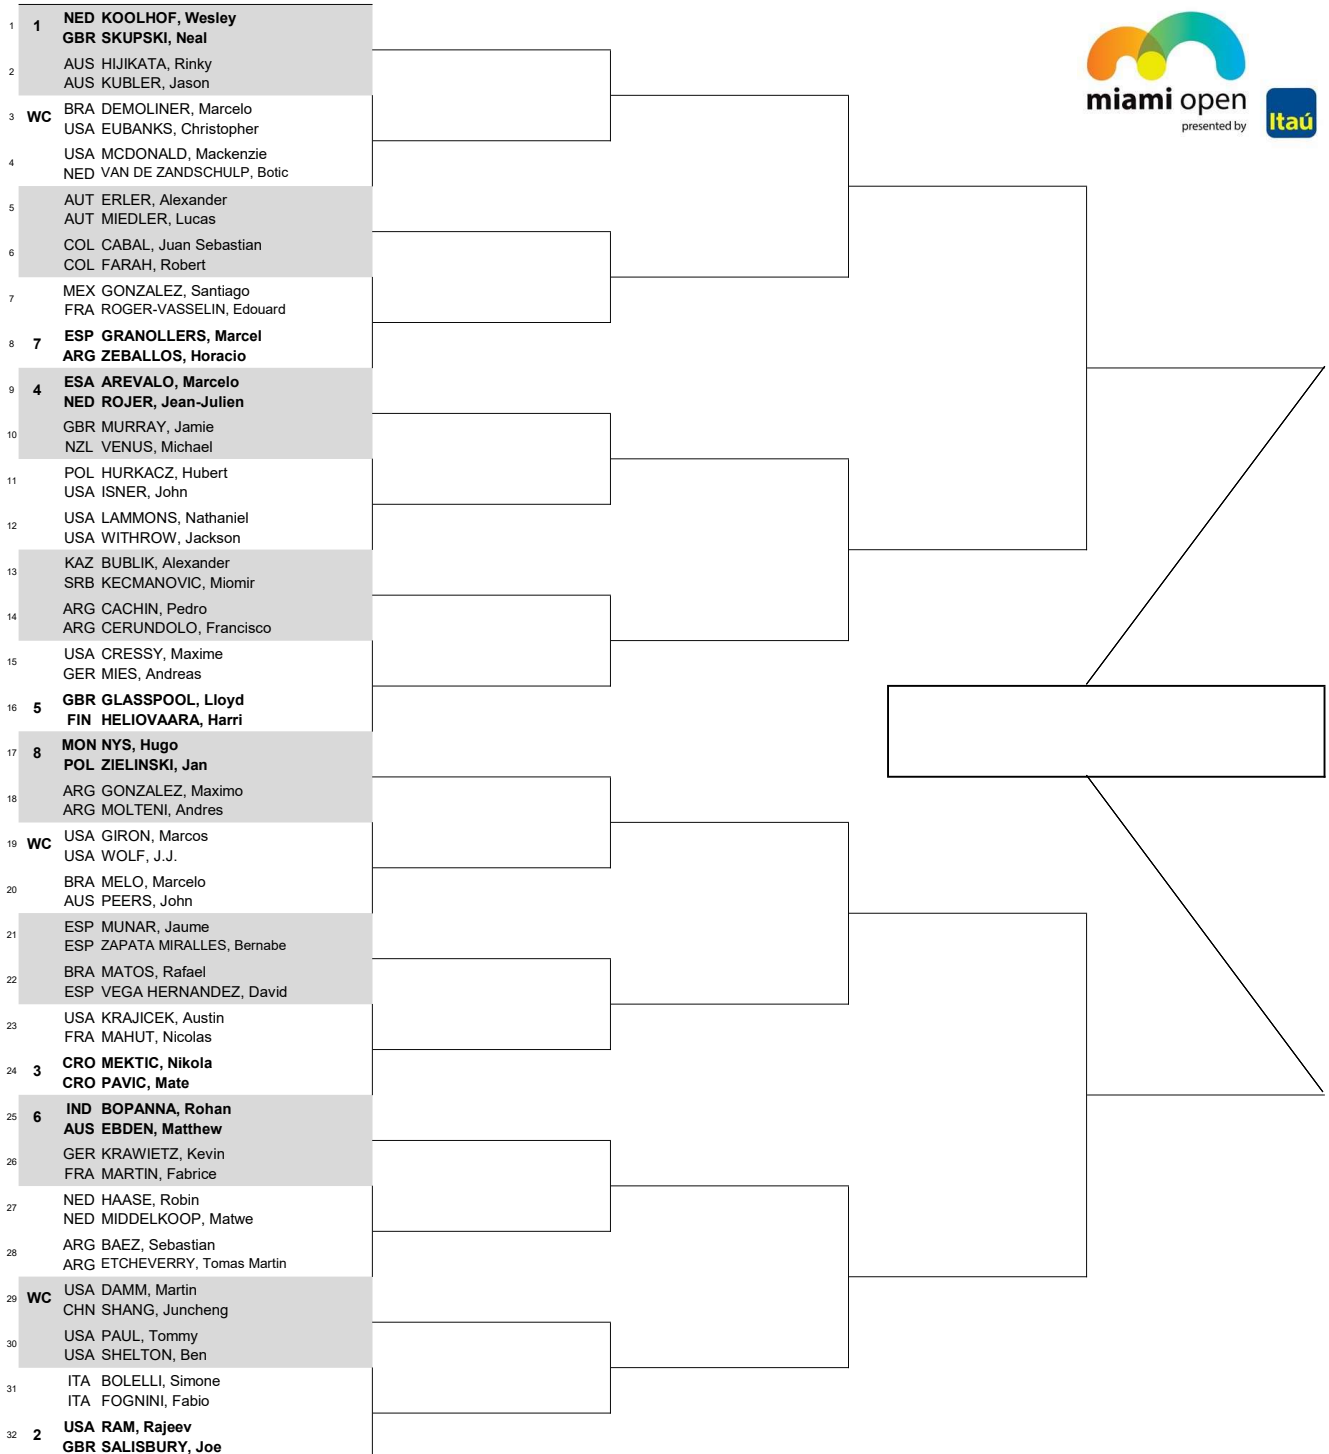 miami open
presented by
Itaú
1 1 NED KOOLHOF, Wesley
GBR SKUPSKI, Neal
2 AUS HIJIKATA, Rinky
AUS KUBLER, Jason
3 WC BRA DEMOLINER, Marcelo
USA EUBANKS, Christopher
4 USA MCDONALD, Mackenzie
NED VAN DE ZANDSCHULP, Botic
5 AUT ERLER, Alexander
AUT MIEDLER, Lucas
6 COL CABAL, Juan Sebastian
COL FARAH, Robert
7 MEX GONZALEZ, Santiago
FRA ROGER-VASSELIN, Edouard
8 7 ESP GRANOLLERS, Marcel
ARG ZEBALLOS, Horacio
9 4 ESA AREVALO, Marcelo
NED ROJER, Jean-Julien
10 GBR MURRAY, Jamie
NZL VENUS, Michael
11 POL HURKACZ, Hubert
USA ISNER, John
12 USA LAMMONS, Nathaniel
USA WITHROW, Jackson
13 KAZ BUBLIK, Alexander
SRB KECMANOVIC, Miomir
14 ARG CACHIN, Pedro
ARG CERUNDOLO, Francisco
15 USA CRESSY, Maxime
GER MIES, Andreas
16 5 GBR GLASSPOOL, Lloyd
FIN HELIOVAARA, Harri
17 8 MON NYS, Hugo
POL ZIELINSKI, Jan
18 ARG GONZALEZ, Maximo
ARG MOLTENI, Andres
19 WC USA GIRON, Marcos
USA WOLF, J.J.
20 BRA MELO, Marcelo
AUS PEERS, John
21 ESP MUNAR, Jaume
ESP ZAPATA MIRALLES, Bernabe
22 BRA MATOS, Rafael
ESP VEGA HERNANDEZ, David
23 USA KRAJICEK, Austin
FRA MAHUT, Nicolas
24 3 CRO MEKTIC, Nikola
CRO PAVIC, Mate
25 6 IND BOPANNA, Rohan
AUS EBDEN, Matthew
26 GER KRAWIETZ, Kevin
FRA MARTIN, Fabrice
27 NED HAASE, Robin
NED MIDDELKOOP, Matwe
28 ARG BAEZ, Sebastian
ARG ETCHEVERRY, Tomas Martin
29 WC USA DAMM, Martin
CHN SHANG, Juncheng
30 USA PAUL, Tommy
USA SHELTON, Ben
31 ITA BOLELLI, Simone
ITA FOGNINI, Fabio
32 2 USA RAM, Rajeev
GBR SALISBURY, Joe